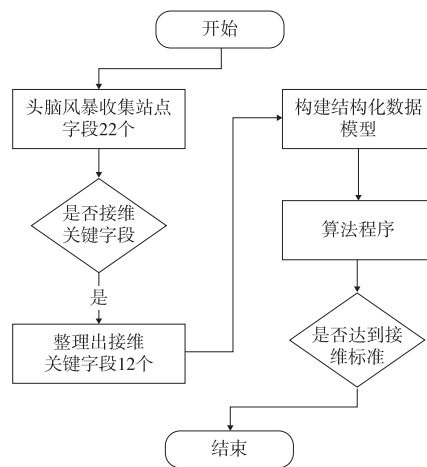 开始
头脑风暴收集站点
字段22个
是否接维
关键字段
是
整理出接维
关键字段12个
构建结构化数据
模型
算法程序
是否达到接
维标准
结束